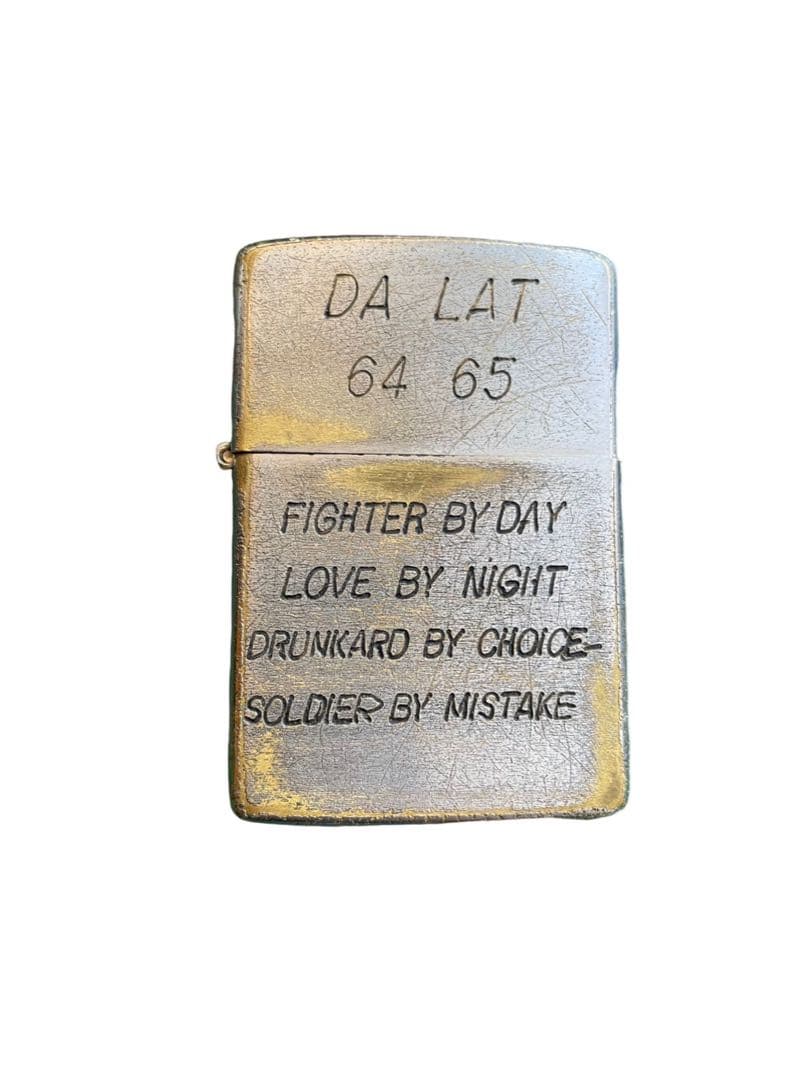 DA LAT
64 65
FIGHTER BY DAY
LOVE BY NIGHT
DRUNKARD BY CHOICE-
SOLDIER BY MISTAKE